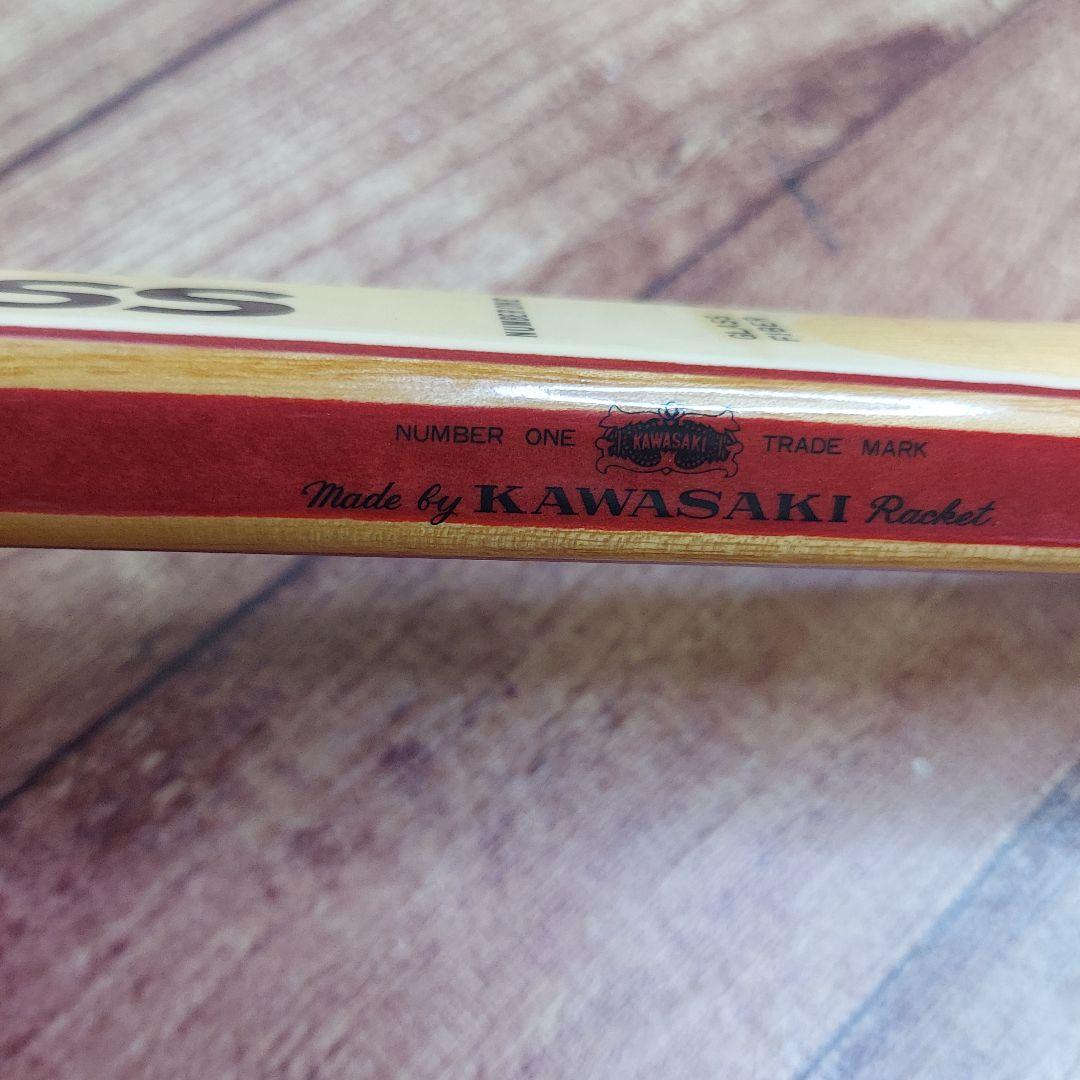 SS
NUMBER ONE
GLASS
FIBER
NUMBER ONE KAWASAKI TRADE MARK
Made by KAWASAKI Racket